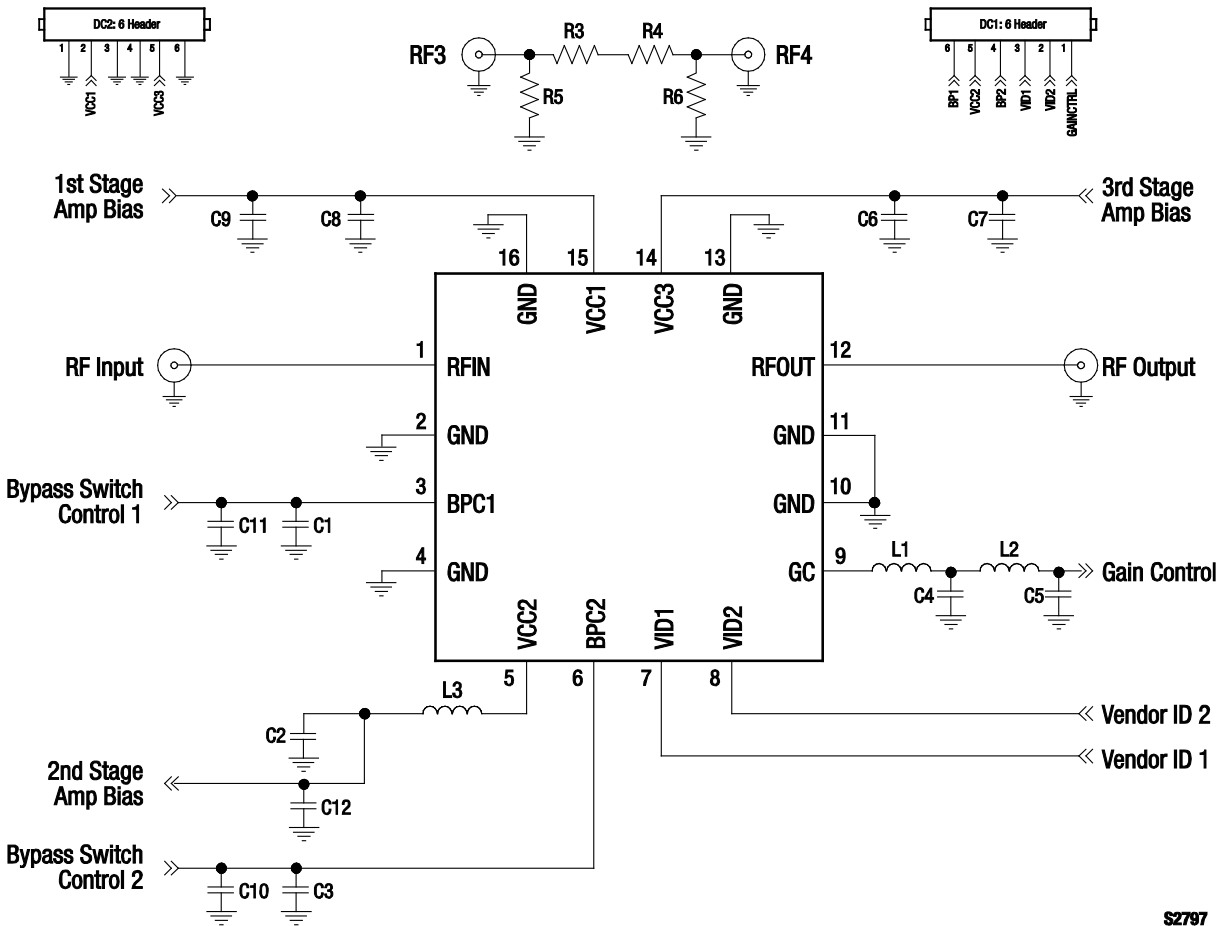 DC2: 6 Header
1 2 3 4 5 6
VCC1
VCC3
RF3
R3
R4
RF4
R5
R6
DC1: 6 Header
6 5 4 3 2 1
BP1
VCC2
BP2
VID1
VID2
GAINCTRL
1st Stage
Amp Bias
C9
C8
C6
C7
3rd Stage
Amp Bias
16
15
14
13
GND
VCC1
VCC3
GND
RF Input
1
RFIN
RFOUT
12
RF Output
2
GND
GND
11
Bypass Switch
Control 1
C11
C1
3
BPC1
GND
10
4
GND
GC
9
L1
L2
C4
C5
Gain Control
VCC2
BPC2
VID1
VID2
5
6
7
8
L3
C2
Vendor ID 2
Vendor ID 1
2nd Stage
Amp Bias
C12
Bypass Switch
Control 2
C10
C3
S2797